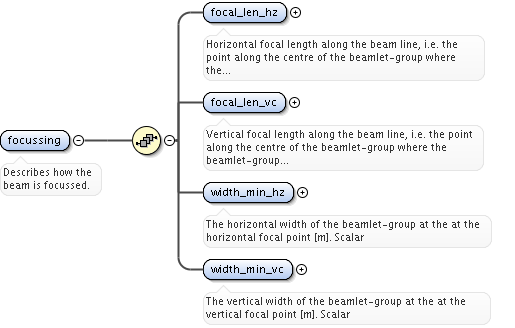 focal_len_hz
Horizontal focal length along the beam line, i.e. the
point along the centre of the beamlet-group where
the...
focal_len_vc
Vertical focal length along the beam line, i.e. the point
along the centre of the beamlet-group where the
beamlet-group...
focussing
Describes how the
beam is focussed.
width_min_hz
The horizontal width of the beamlet-group at the at the
horizontal focal point [m]. Scalar
width_min_vc
The vertical width of the beamlet-group at the at the
vertical focal point [m]. Scalar